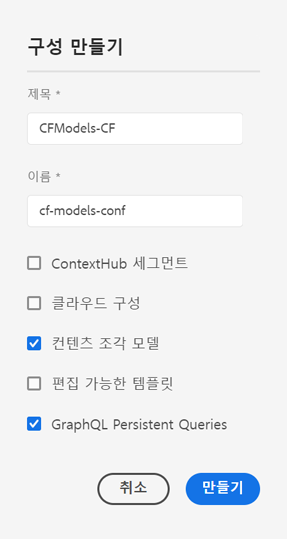 구성 만들기
제목 *
CFModels-CF
이름 *
cf-models-conf
ContextHub 세그먼트
클라우드 구성
컨텐츠 조각 모델
편집 가능한 템플릿
GraphQL Persistent Queries
취소 만들기